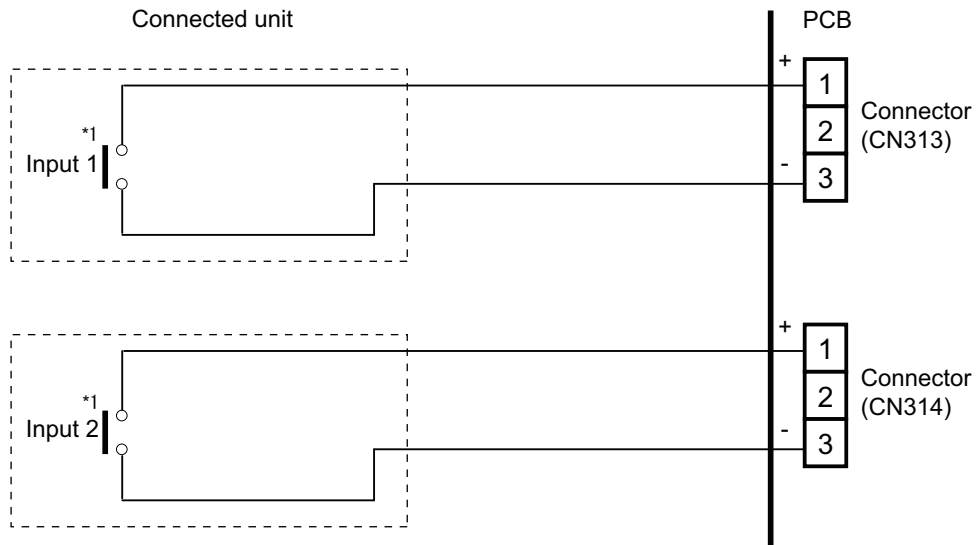 Connected unit
PCB
*1
Input 1
+
-
1
2
3
Connector
(CN313)
*1
Input 2
+
-
1
2
3
Connector
(CN314)